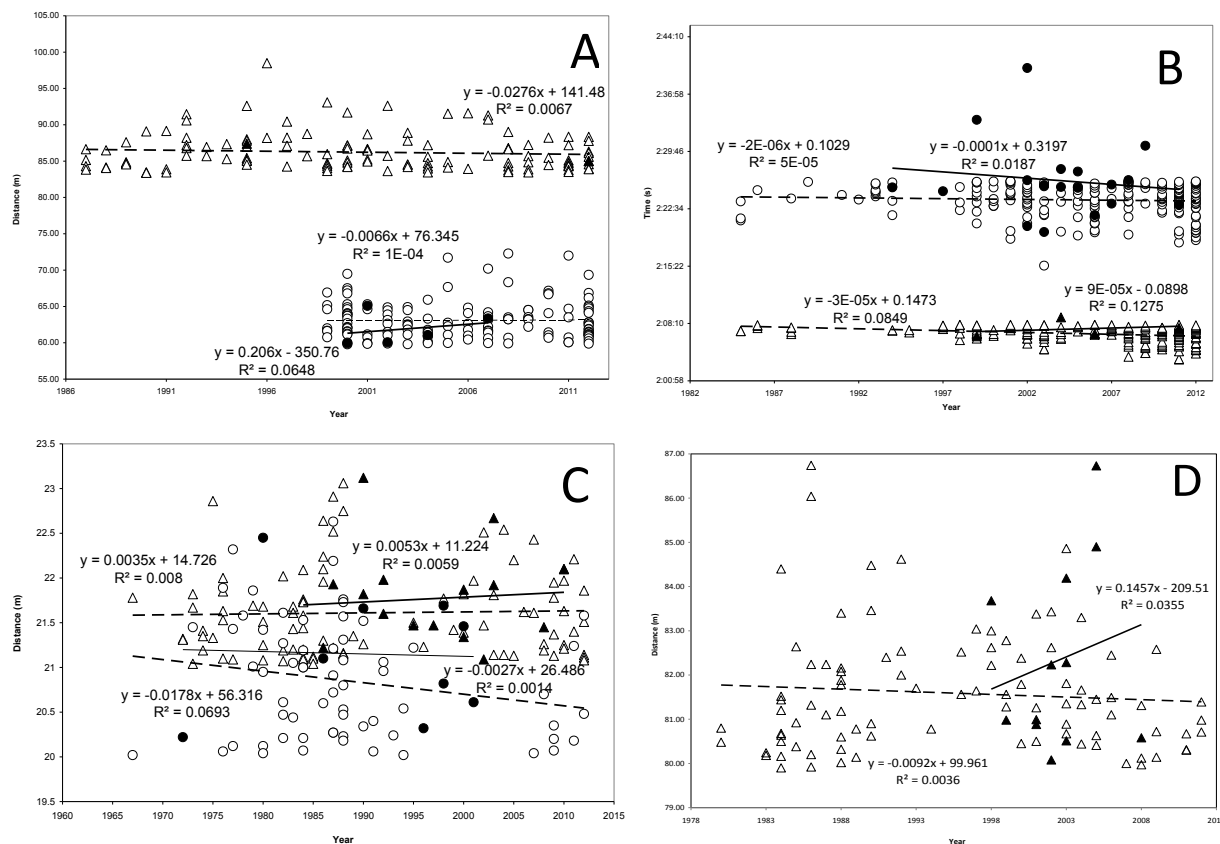 A
105.00
100.00
95.00
90.00
85.00
80.00
75.00
70.00
65.00
60.00
55.00
Distance (m)
y = -0.0276x + 141.48
R² = 0.0067
y = -0.0066x + 76.345
R² = 1E-04
y = 0.206x - 350.76
R² = 0.0648
1986 1991 1996 2001 2006 2011
Year
B
2:44:10
2:36:58
2:29:46
2:22:34
2:15:22
2:08:10
2:00:58
Time (s)
y = -2E-06x + 0.1029
R² = 5E-05
y = -0.0001x + 0.3197
R² = 0.0187
y = -3E-05x + 0.1473
R² = 0.0849
y = 9E-05x - 0.0898
R² = 0.1275
1982 1987 1992 1997 2002 2007 2012
Year
C
23.5
23
22.5
22
21.5
21
20.5
20
19.5
Distance (m)
y = 0.0035x + 14.726
R² = 0.008
y = 0.0053x + 11.224
R² = 0.0059
y = -0.0178x + 56.316
R² = 0.0693
y = -0.0027x + 26.486
R² = 0.0014
1960 1965 1970 1975 1980 1985 1990 1995 2000 2005 2010 2015
Year
D
87.00
86.00
85.00
84.00
83.00
82.00
81.00
80.00
79.00
Distance (m)
y = 0.1457x - 209.51
R² = 0.0355
y = -0.0092x + 99.961
R² = 0.0036
1978 1983 1988 1993 1998 2003 2008 201
Year